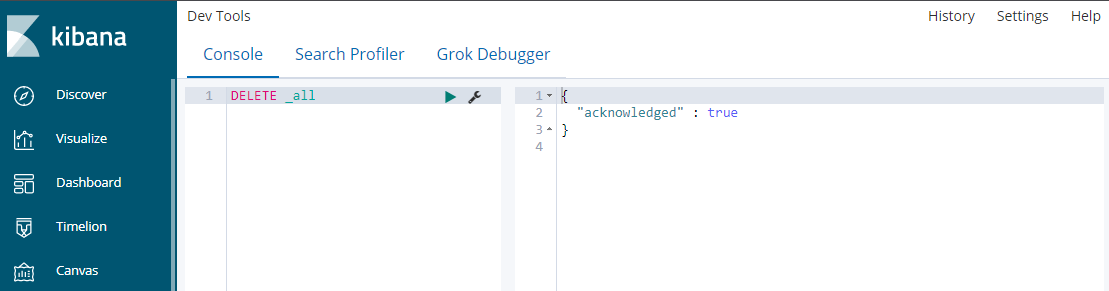 kibana
Discover
Visualize
Dashboard
Timelion
Canvas
Dev Tools
History Settings Help
Console Search Profiler Grok Debugger
1 DELETE _all
1 {
2 "acknowledged" : true
3 }
4